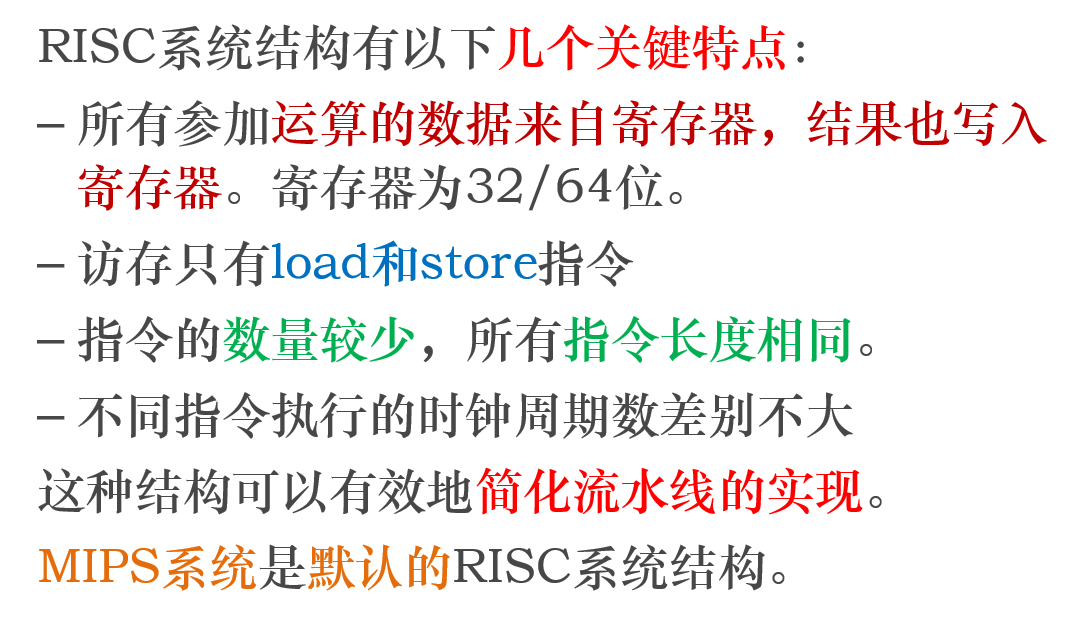 RISC系统结构有以下几个关键特点：
– 所有参加运算的数据来自寄存器，结果也写入
寄存器。寄存器为32/64位。
– 访存只有load和store指令
– 指令的数量较少，所有指令长度相同。
– 不同指令执行的时钟周期数差别不大
这种结构可以有效地简化流水线的实现。
MIPS系统是默认的RISC系统结构。